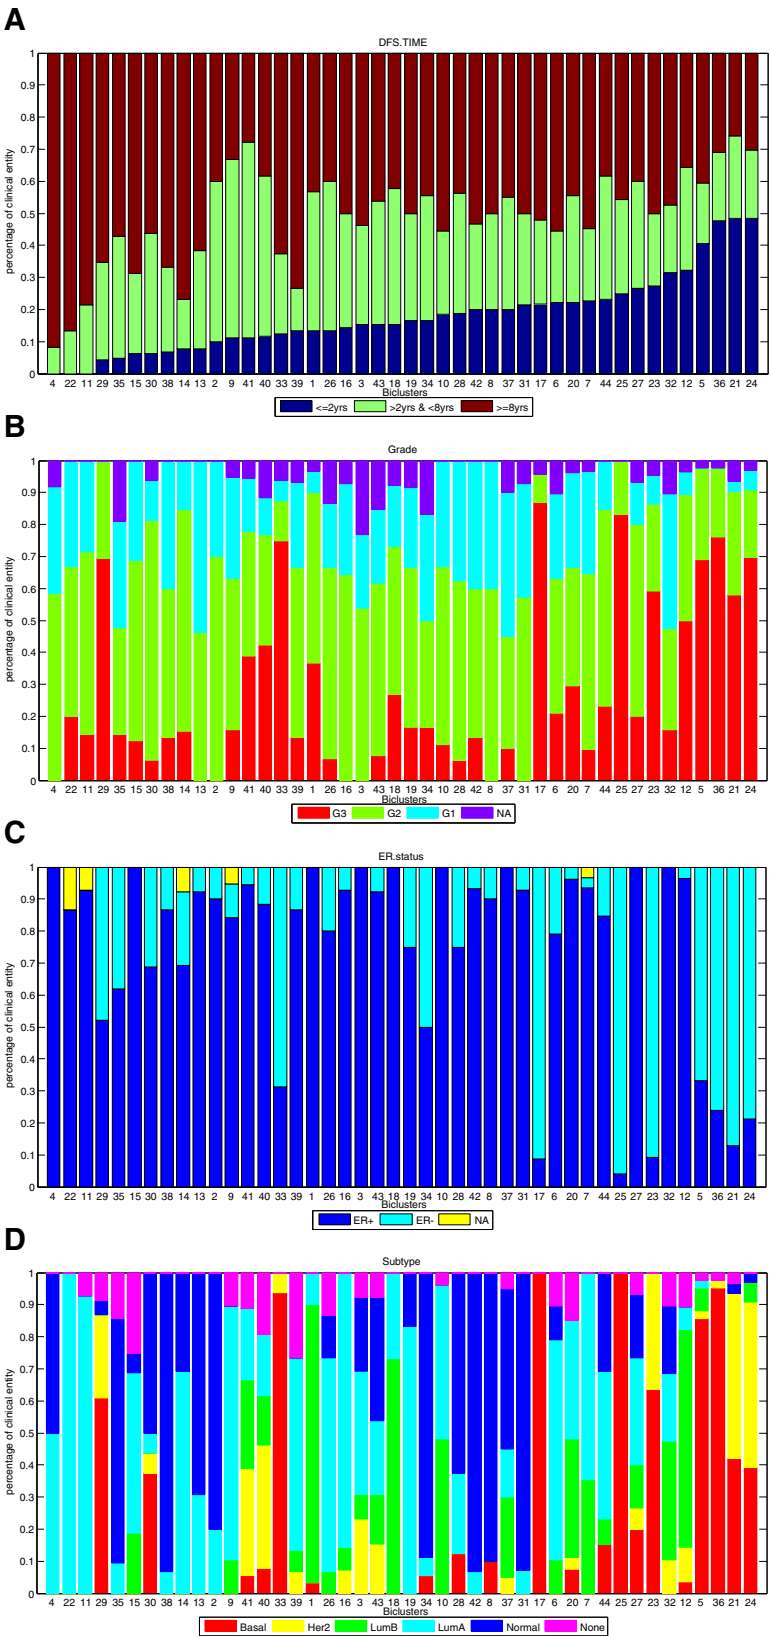 A
DFS.TIME
1
0.9
0.8
0.7
0.6
0.5
0.4
0.3
0.2
0.1
0
percentage of clinical entity
4 22 11 29 35 15 30 38 14 13 2 9 41 40 33 39 1 26 16 3 43 18 19 34 10 28 42 8 37 31 17 6 20 7 44 25 27 23 32 12 5 36 21 24
Biclusters
<=2yrs >2yrs & <8yrs >=8yrs
B
Grade
1
0.9
0.8
0.7
0.6
0.5
0.4
0.3
0.2
0.1
0
percentage of clinical entity
4 22 11 29 35 15 30 38 14 13 2 9 41 40 33 39 1 26 16 3 43 18 19 34 10 28 42 8 37 31 17 6 20 7 44 25 27 23 32 12 5 36 21 24
Biclusters
G3 G2 G1 NA
C
ER.status
1
0.9
0.8
0.7
0.6
0.5
0.4
0.3
0.2
0.1
0
percentage of clinical entity
4 22 11 29 35 15 30 38 14 13 2 9 41 40 33 39 1 26 16 3 43 18 19 34 10 28 42 8 37 31 17 6 20 7 44 25 27 23 32 12 5 36 21 24
Biclusters
ER+ ER- NA
D
Subtype
1
0.9
0.8
0.7
0.6
0.5
0.4
0.3
0.2
0.1
0
percentage of clinical entity
4 22 11 29 35 15 30 38 14 13 2 9 41 40 33 39 1 26 16 3 43 18 19 34 10 28 42 8 37 31 17 6 20 7 44 25 27 23 32 12 5 36 21 24
Biclusters
Basal Her2 LumB LumA Normal None